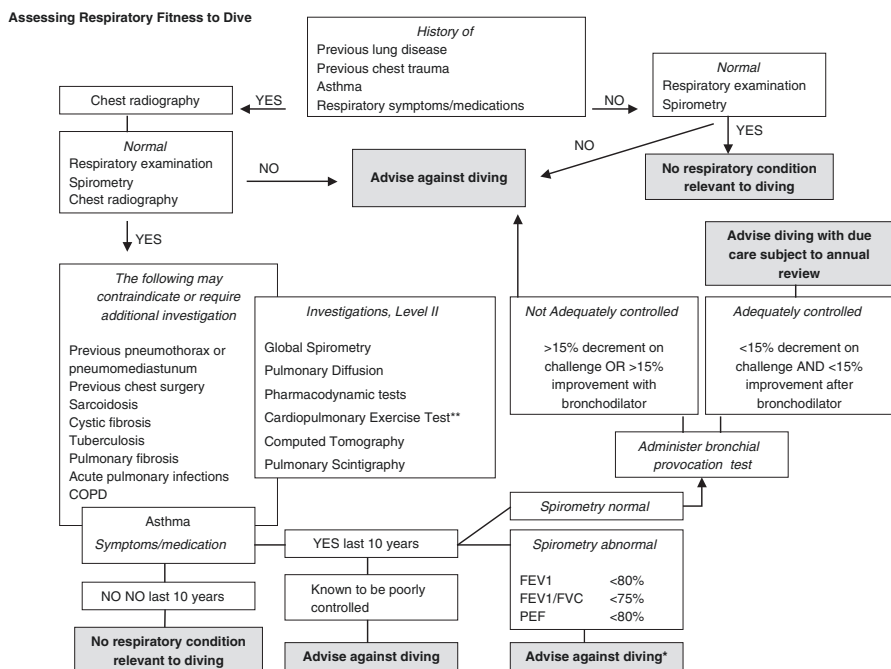 Assessing Respiratory Fitness to Dive
History of
Previous lung disease
Previous chest trauma
Asthma
Respiratory symptoms/medications
YES
Chest radiography
NO
Normal
Respiratory examination
Spirometry
Normal
Respiratory examination
Spirometry
Chest radiography
NO
Advise against diving
NO
YES
No respiratory condition
relevant to diving
YES
Advise diving with due
care subject to annual
review
The following may
contraindicate or require
additional investigation
Previous pneumothorax or
pneumomediastunum
Previous chest surgery
Sarcoidosis
Cystic fibrosis
Tuberculosis
Pulmonary fibrosis
Acute pulmonary infections
COPD
Investigations, Level II
Global Spirometry
Pulmonary Diffusion
Pharmacodynamic tests
Cardiopulmonary Exercise Test**
Computed Tomography
Pulmonary Scintigraphy
Not Adequately controlled
>15% decrement on
challenge OR >15%
improvement with
bronchodilator
Adequately controlled
<15% decrement on
challenge AND <15%
improvement after
bronchodilator
Administer bronchial
provocation test
Asthma
Symptoms/medication
YES last 10 years
Spirometry normal
Spirometry abnormal
FEV1 <80%
FEV1/FVC <75%
PEF <80%
NO NO last 10 years
Known to be poorly
controlled
No respiratory condition
relevant to diving
Advise against diving
Advise against diving*